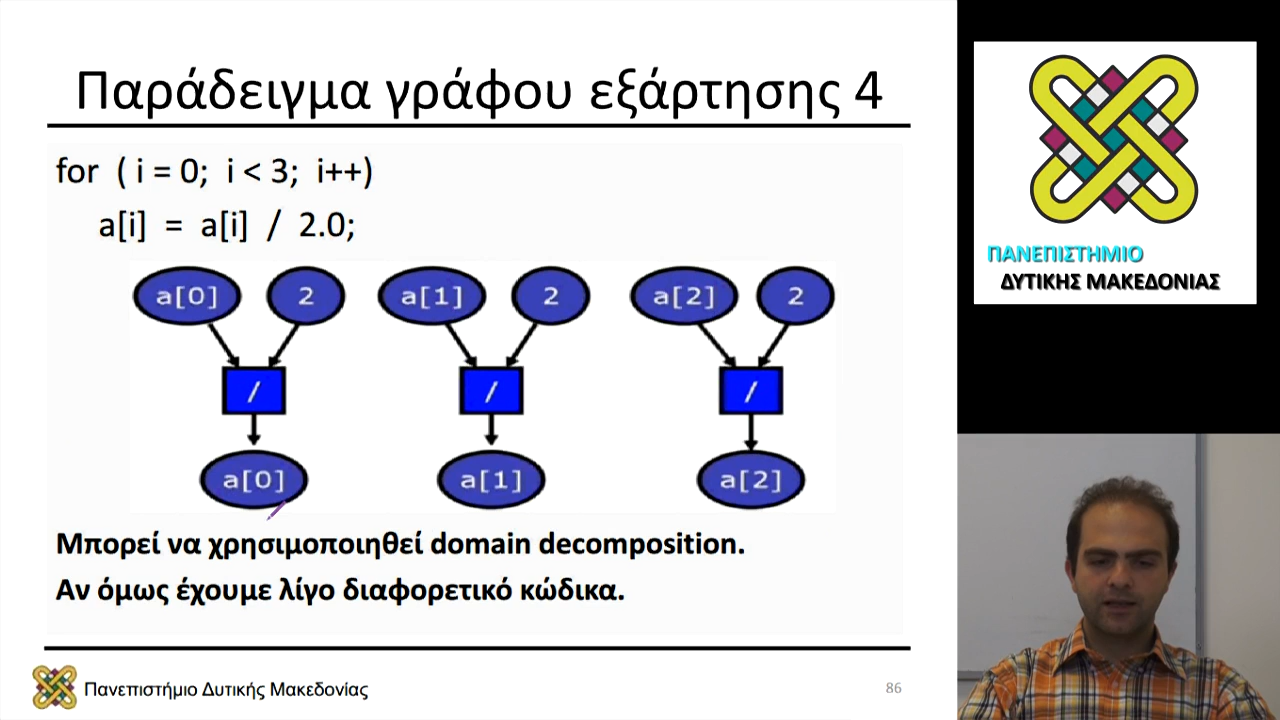 Παράδειγμα γράφου εξάρτησης 4
for ( i = 0; i < 3; i++)
a[i] = a[i] / 2.0;
a[0] 2 a[1] 2 a[2] 2
/ / /
a[0] a[1] a[2]
Μπορεί να χρησιμοποιηθεί domain decomposition.
Αν όμως έχουμε λίγο διαφορετικό κώδικα.
Πανεπιστήμιο Δυτικής Μακεδονίας
86
ΠΑΝΕΠΙΣΤΗΜΙΟ
ΔΥΤΙΚΗΣ ΜΑΚΕΔΟΝΙΑΣ